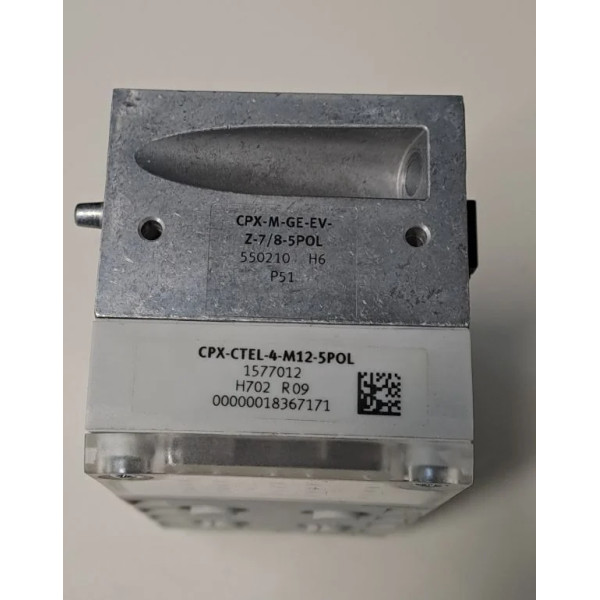 CPX-M-GE-EV-
Z-7/8-5POL
550210 H6
P51
CPX-CTEL-4-M12-5POL
1577012
H702 R09
00000018367171